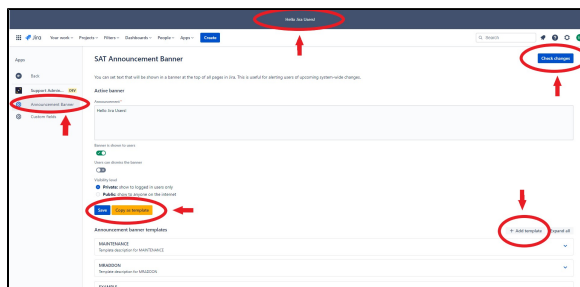 Hello Jira Users!
Jira Your work Projects Filters Dashboards People Apps Create
Search
Apps
SAT Announcement Banner
Check changes
Back
You can set text that will be shown in a banner at the top of all pages in Jira. This is useful for alerting users of upcoming system-wide changes.
Support Admin... DEV
Active banner
Announcement Banner
Announcement*
Custom fields
Hello Jira Users!
Banner is shown to users
Users can dismiss the banner
Visibility level
Private: show to logged in users only
Public: show to anyone on the internet
Save Copy as template
Announcement banner templates
+ Add template Expand all
MAINTENANCE
Template description for MAINTENANCE
MRADDON
Template description for MRADDON
EXAMPLE